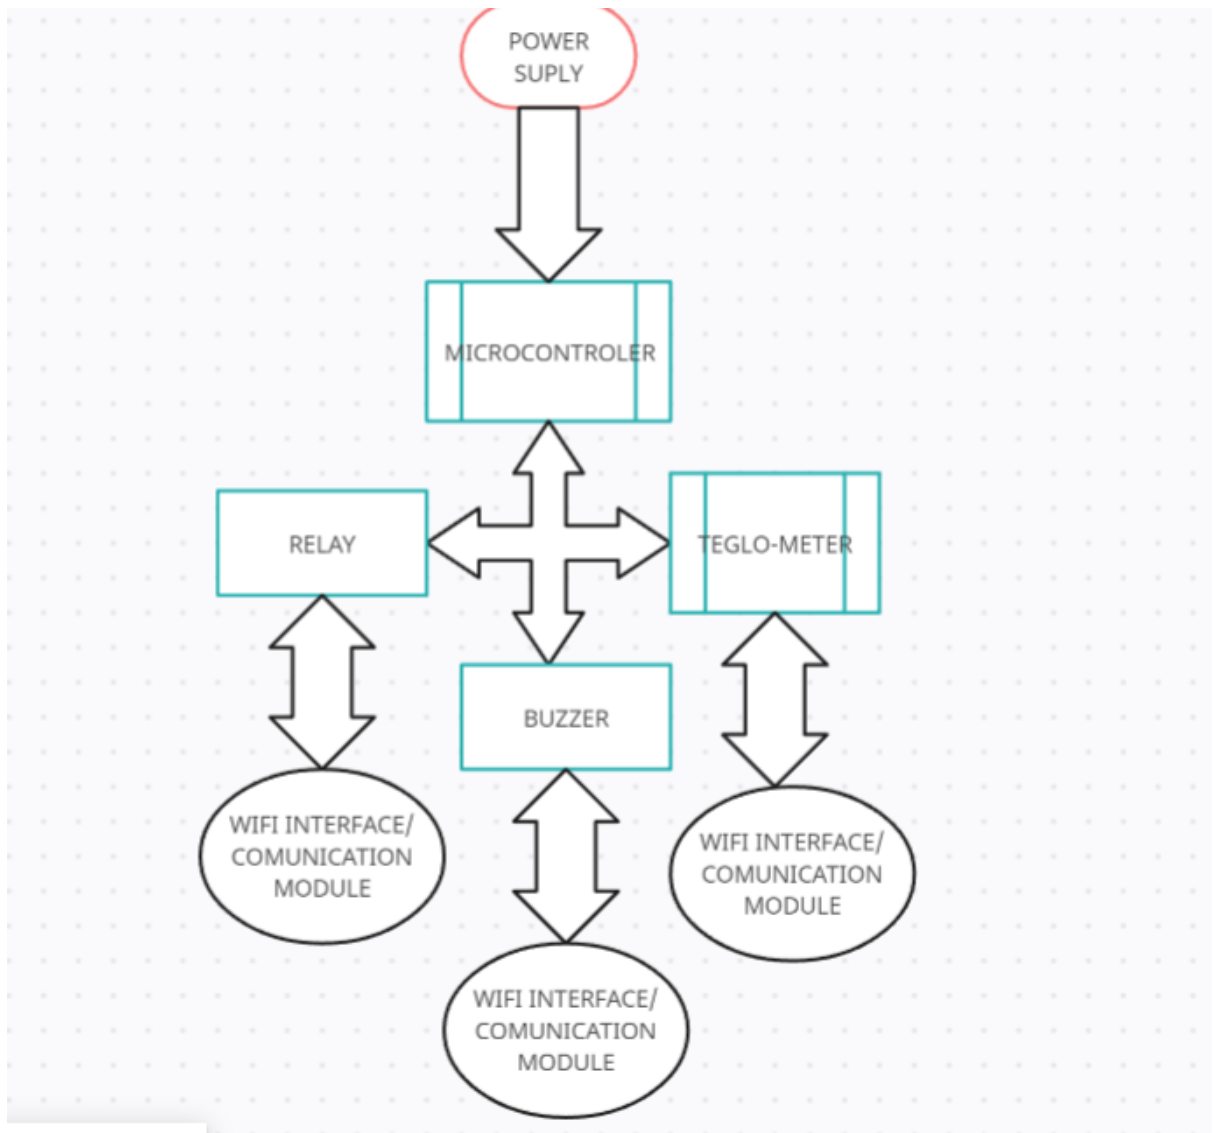 POWER
SUPLY
MICROCONTROLER
RELAY
TEGLO-METER
BUZZER
WIFI INTERFACE/
COMUNICATION
MODULE
WIFI INTERFACE/
COMUNICATION
MODULE
WIFI INTERFACE/
COMUNICATION
MODULE